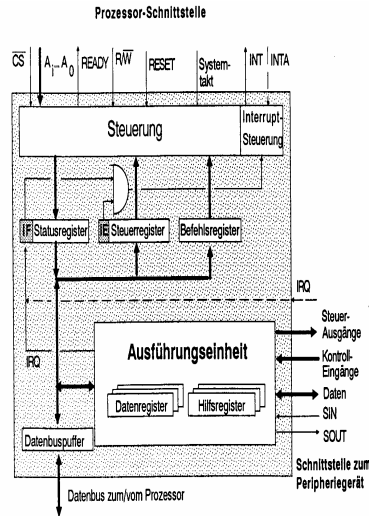 Prozessor-Schnittstelle
CS
Ai...A0
READY
R/W
RESET
System-
takt
INT
INTA
Steuerung
Interrupt-
Steuerung
IF Statusregister
IE Steuerregister
Befehlsregister
IRQ
Steuer-
Ausgänge
Ausführungseinheit
Kontroll-
Eingänge
IRQ
Datenregister
Hilfsregister
Daten
SIN
SOUT
Datenbuspuffer
Schnittstelle zum
Peripheriegerät
Datenbus zum/vom Prozessor